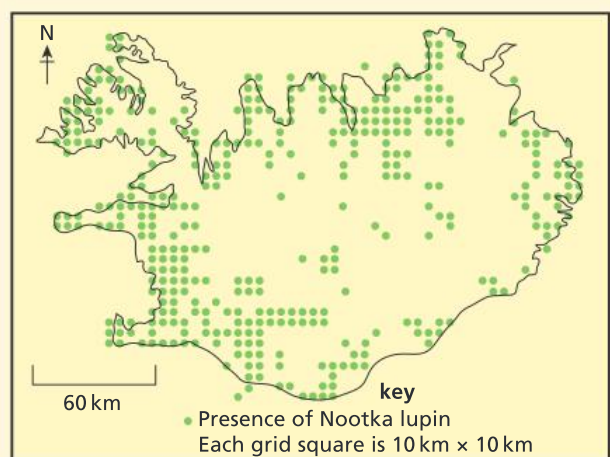 N
60 km
key
Presence of Nootka lupin
Each grid square is 10 km × 10 km